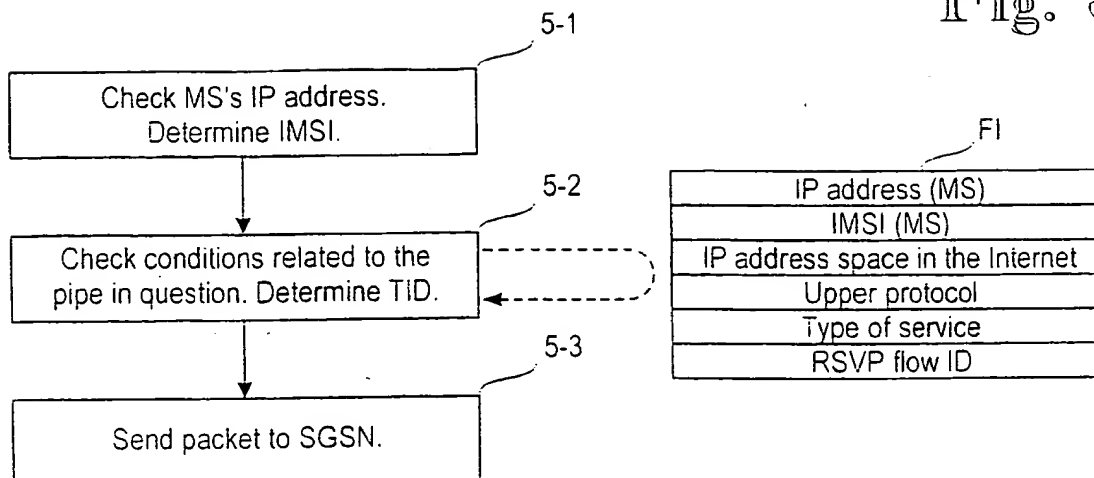 Fig.
5-1
Check MS's IP address.
Determine IMSI.
5-2
Check conditions related to the
pipe in question. Determine TID.
5-3
Send packet to SGSN.
FI
IP address (MS)
IMSI (MS)
IP address space in the Internet
Upper protocol
Type of service
RSVP flow ID